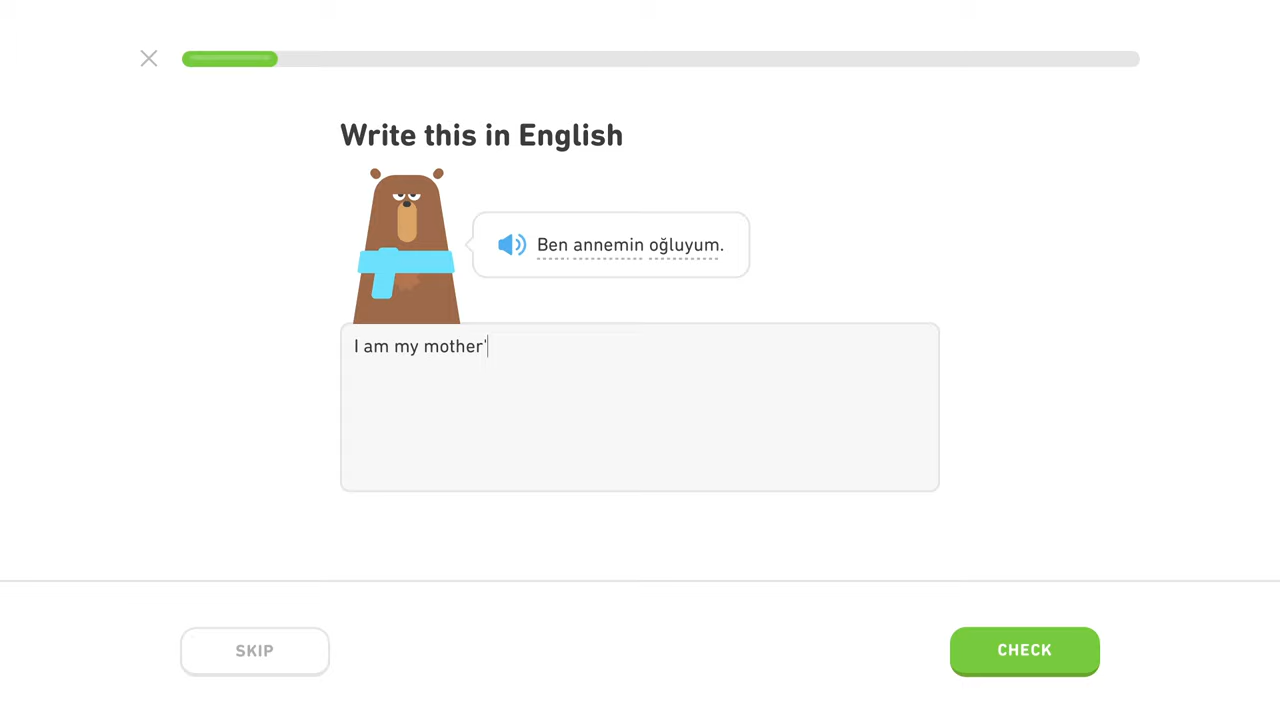 Write this in English
Ben annemin oğluyum.
I am my mother'
SKIP
CHECK